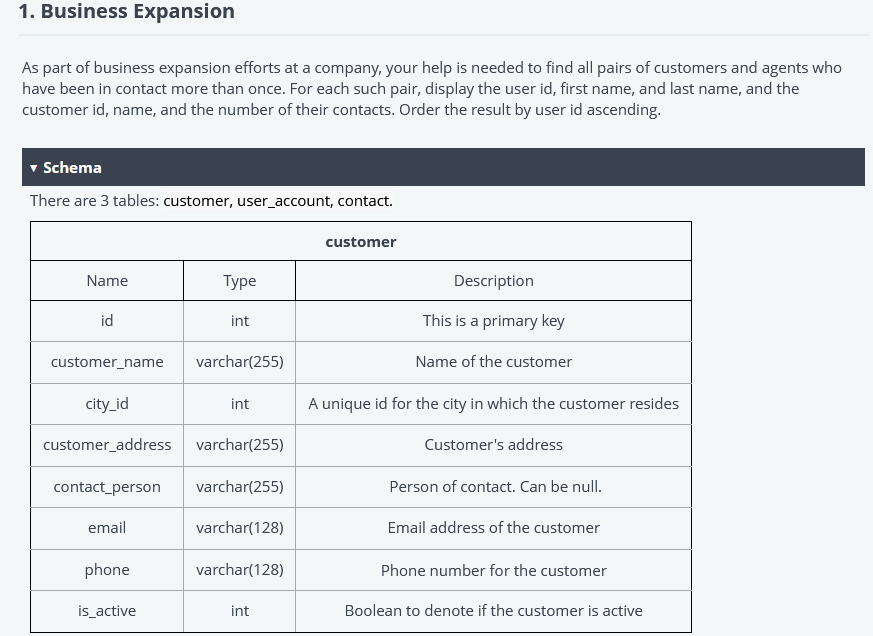 1. Business Expansion
As part of business expansion efforts at a company, your help is needed to find all pairs of customers and agents who
have been in contact more than once. For each such pair, display the user id, first name, and last name, and the
customer id, name, and the number of their contacts. Order the result by user id ascending.
▾ Schema
There are 3 tables: customer, user_account, contact.
customer
Name Type Description
id int This is a primary key
customer_name varchar(255) Name of the customer
city_id int A unique id for the city in which the customer resides
customer_address varchar(255) Customer's address
contact_person varchar(255) Person of contact. Can be null.
email varchar(128) Email address of the customer
phone varchar(128) Phone number for the customer
is_active int Boolean to denote if the customer is active